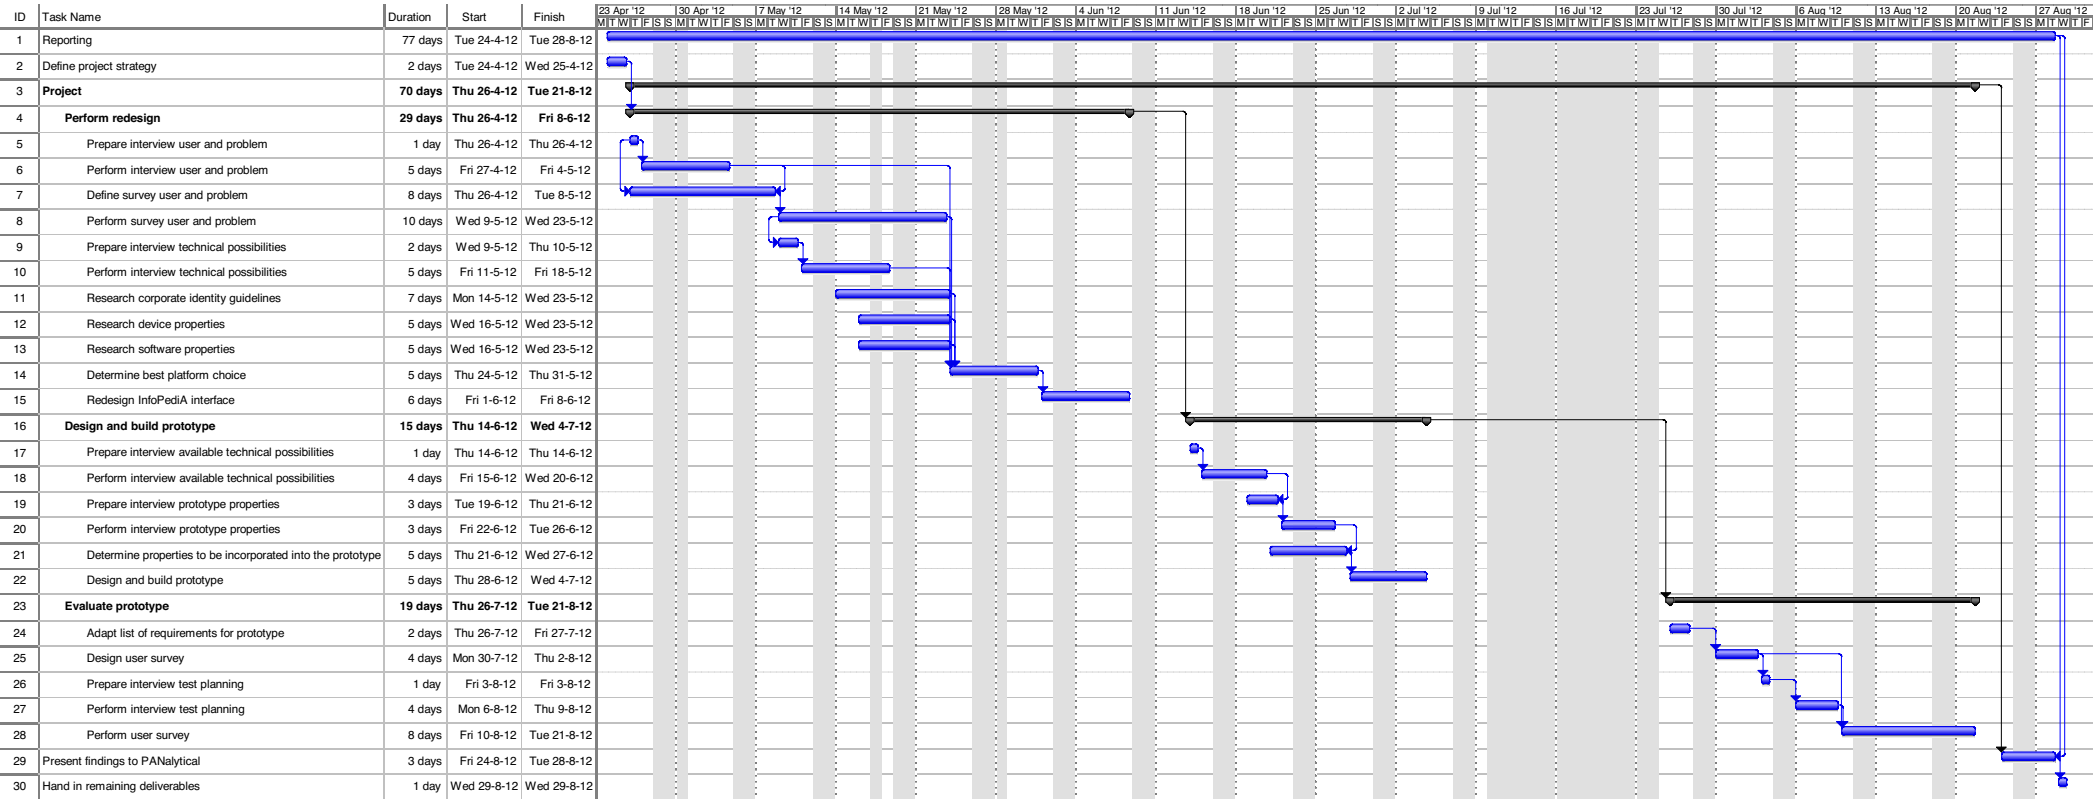 ID Task Name Duration Start Finish
23 Apr '12 30 Apr '12 7 May '12 14 May '12 21 May '12 28 May '12 4 Jun '12 11 Jun '12 18 Jun '12 25 Jun '12 2 Jul '12 9 Jul '12 16 Jul '12 23 Jul '12 30 Jul '12 6 Aug '12 13 Aug '12 20 Aug '12 27 Aug '12
M T W T F S S M T W T F S S M T W T F S S M T W T F S S M T W T F S S M T W T F S S M T W T F S S M T W T F S S M T W T F S S M T W T F S S M T W T F S S M T W T F S S M T W T F S S M T W T F S S M T W T F S S M T W T F S S M T W T F S S M T W T F S S M T W T F
1 Reporting 77 days Tue 24-4-12 Tue 28-8-12
2 Define project strategy 2 days Tue 24-4-12 Wed 25-4-12
3 Project 70 days Thu 26-4-12 Tue 21-8-12
4 Perform redesign 29 days Thu 26-4-12 Fri 8-6-12
5 Prepare interview user and problem 1 day Thu 26-4-12 Thu 26-4-12
6 Perform interview user and problem 5 days Fri 27-4-12 Fri 4-5-12
7 Define survey user and problem 8 days Thu 26-4-12 Tue 8-5-12
8 Perform survey user and problem 10 days Wed 9-5-12 Wed 23-5-12
9 Prepare interview technical possibilities 2 days Wed 9-5-12 Thu 10-5-12
10 Perform interview technical possibilities 5 days Fri 11-5-12 Fri 18-5-12
11 Research corporate identity guidelines 7 days Mon 14-5-12 Wed 23-5-12
12 Research device properties 5 days Wed 16-5-12 Wed 23-5-12
13 Research software properties 5 days Wed 16-5-12 Wed 23-5-12
14 Determine best platform choice 5 days Thu 24-5-12 Thu 31-5-12
15 Redesign InfoPediA interface 6 days Fri 1-6-12 Fri 8-6-12
16 Design and build prototype 15 days Thu 14-6-12 Wed 4-7-12
17 Prepare interview available technical possibilities 1 day Thu 14-6-12 Thu 14-6-12
18 Perform interview available technical possibilities 4 days Fri 15-6-12 Wed 20-6-12
19 Prepare interview prototype properties 3 days Tue 19-6-12 Thu 21-6-12
20 Perform interview prototype properties 3 days Fri 22-6-12 Tue 26-6-12
21 Determine properties to be incorporated into the prototype 5 days Thu 21-6-12 Wed 27-6-12
22 Design and build prototype 5 days Thu 28-6-12 Wed 4-7-12
23 Evaluate prototype 19 days Thu 26-7-12 Tue 21-8-12
24 Adapt list of requirements for prototype 2 days Thu 26-7-12 Fri 27-7-12
25 Design user survey 4 days Mon 30-7-12 Thu 2-8-12
26 Prepare interview test planning 1 day Fri 3-8-12 Fri 3-8-12
27 Perform interview test planning 4 days Mon 6-8-12 Thu 9-8-12
28 Perform user survey 8 days Fri 10-8-12 Tue 21-8-12
29 Present findings to PANalytical 3 days Fri 24-8-12 Tue 28-8-12
30 Hand in remaining deliverables 1 day Wed 29-8-12 Wed 29-8-12